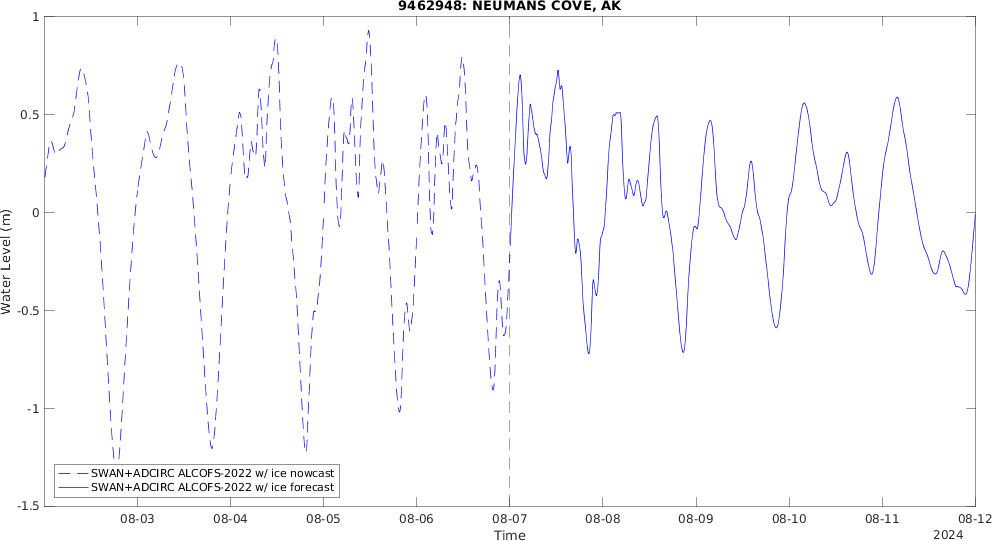 9462948: NEUMANS COVE, AK
Water Level (m)
1
0.5
0
-0.5
-1
-1.5
SWAN+ADCIRC ALCOFS-2022 w/ ice nowcast
SWAN+ADCIRC ALCOFS-2022 w/ ice forecast
08-03 08-04 08-05 08-06 08-07 08-08 08-09 08-10 08-11 08-12
Time
2024